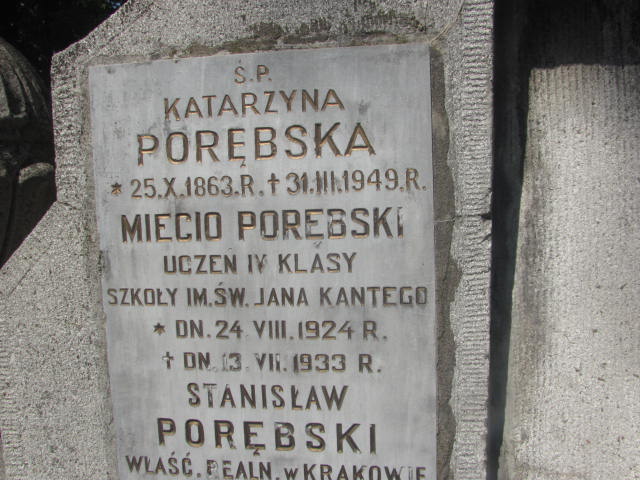 Ś.P.
KATARZYNA
PORĘBSKA
* 25.X.1863.R. † 31.III.1949.R.
MIECIO PORĘBSKI
UCZEŃ IV KLASY
SZKOŁY IM. ŚW. JANA KANTEGO
* DN. 24 VIII. 1924 R.
† DN. 13. VII. 1933 R.
STANISŁAW
PORĘBSKI
WŁAŚĆ. REALN. w KRAKOWIE